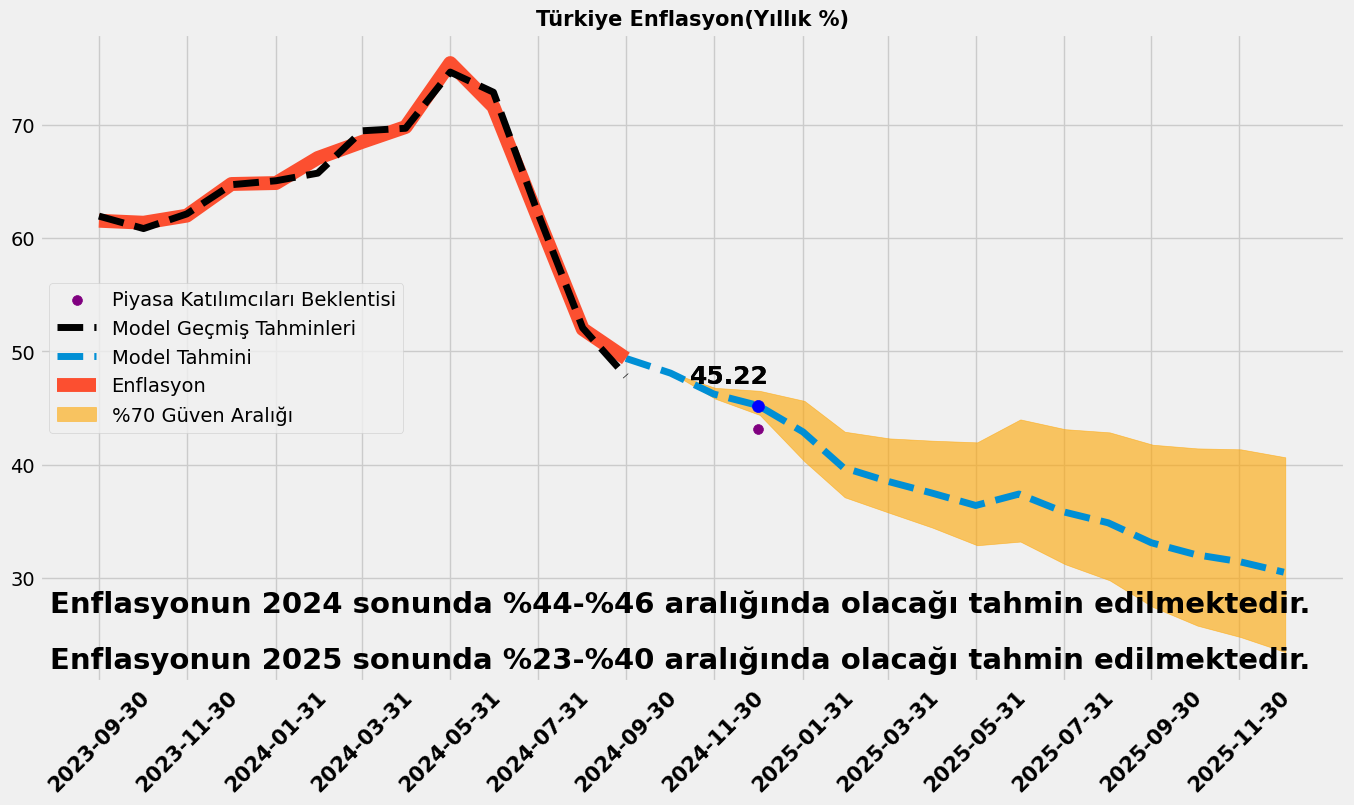 Türkiye Enflasyon(Yıllık %)
70
60
50
40
30
Piyasa Katılımcıları Beklentisi
Model Geçmiş Tahminleri
Model Tahmini
Enflasyon
%70 Güven Aralığı
45.22
Enflasyonun 2024 sonunda %44-%46 aralığında olacağı tahmin edilmektedir.
Enflasyonun 2025 sonunda %23-%40 aralığında olacağı tahmin edilmektedir.
2023-09-30
2023-11-30
2024-01-31
2024-03-31
2024-05-31
2024-07-31
2024-09-30
2024-11-30
2025-01-31
2025-03-31
2025-05-31
2025-07-31
2025-09-30
2025-11-30